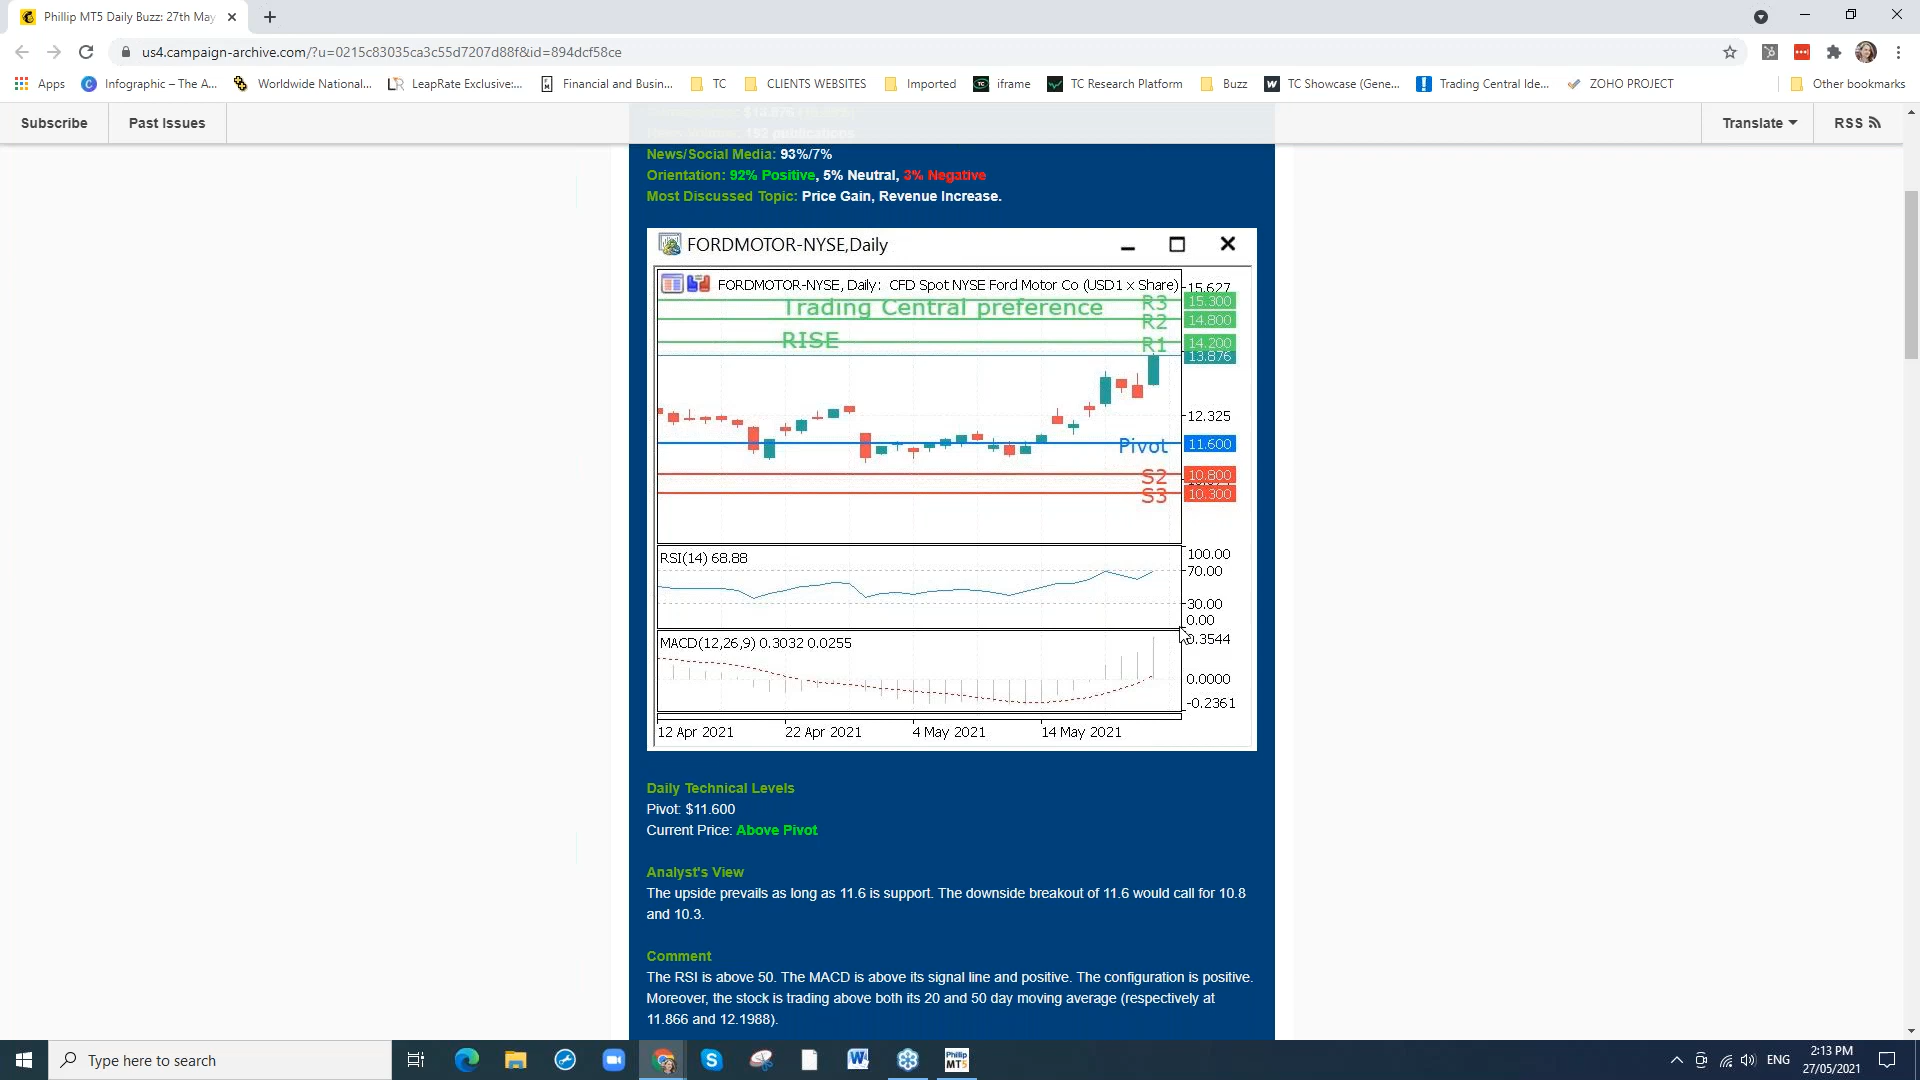 Phillip MT5 Daily Buzz: 27th May
us4.campaign-archive.com/?u=0215c83035ca3c55d7207d88f&id=894dcf58ce
Apps
Infographic – The A...
Worldwide National...
LeapRate Exclusive:...
Financial and Busin...
TC
CLIENTS WEBSITES
Imported
iframe
TC Research Platform
Buzz
TC Showcase (Gene...
Trading Central Ide...
ZOHO PROJECT
Other bookmarks
Subscribe
Past Issues
Translate
RSS
192 publications
News/Social Media: 93%/7%
Orientation: 92% Positive, 5% Neutral, 3% Negative
Most Discussed Topic: Price Gain, Revenue Increase.
FORDMOTOR-NYSE,Daily
FORDMOTOR-NYSE, Daily: CFD Spot NYSE Ford Motor Co (USD1 x Share)
15.627
Trading Central preference
R3
15.300
R2
14.800
RISE
R1
14.200
13.876
12.325
Pivot
11.600
S2
10.800
S3
10.300
RSI(14) 68.88
100.00
70.00
30.00
0.00
MACD(12,26,9) 0.3032 0.0255
0.3544
0.0000
-0.2361
12 Apr 2021
22 Apr 2021
4 May 2021
14 May 2021
Daily Technical Levels
Pivot: $11.600
Current Price: Above Pivot
Analyst's View
The upside prevails as long as 11.6 is support. The downside breakout of 11.6 would call for 10.8
and 10.3.
Comment
The RSI is above 50. The MACD is above its signal line and positive. The configuration is positive.
Moreover, the stock is trading above both its 20 and 50 day moving average (respectively at
11.866 and 12.1988).
Type here to search
Phillip
MT5
ENG
2:13 PM
27/05/2021